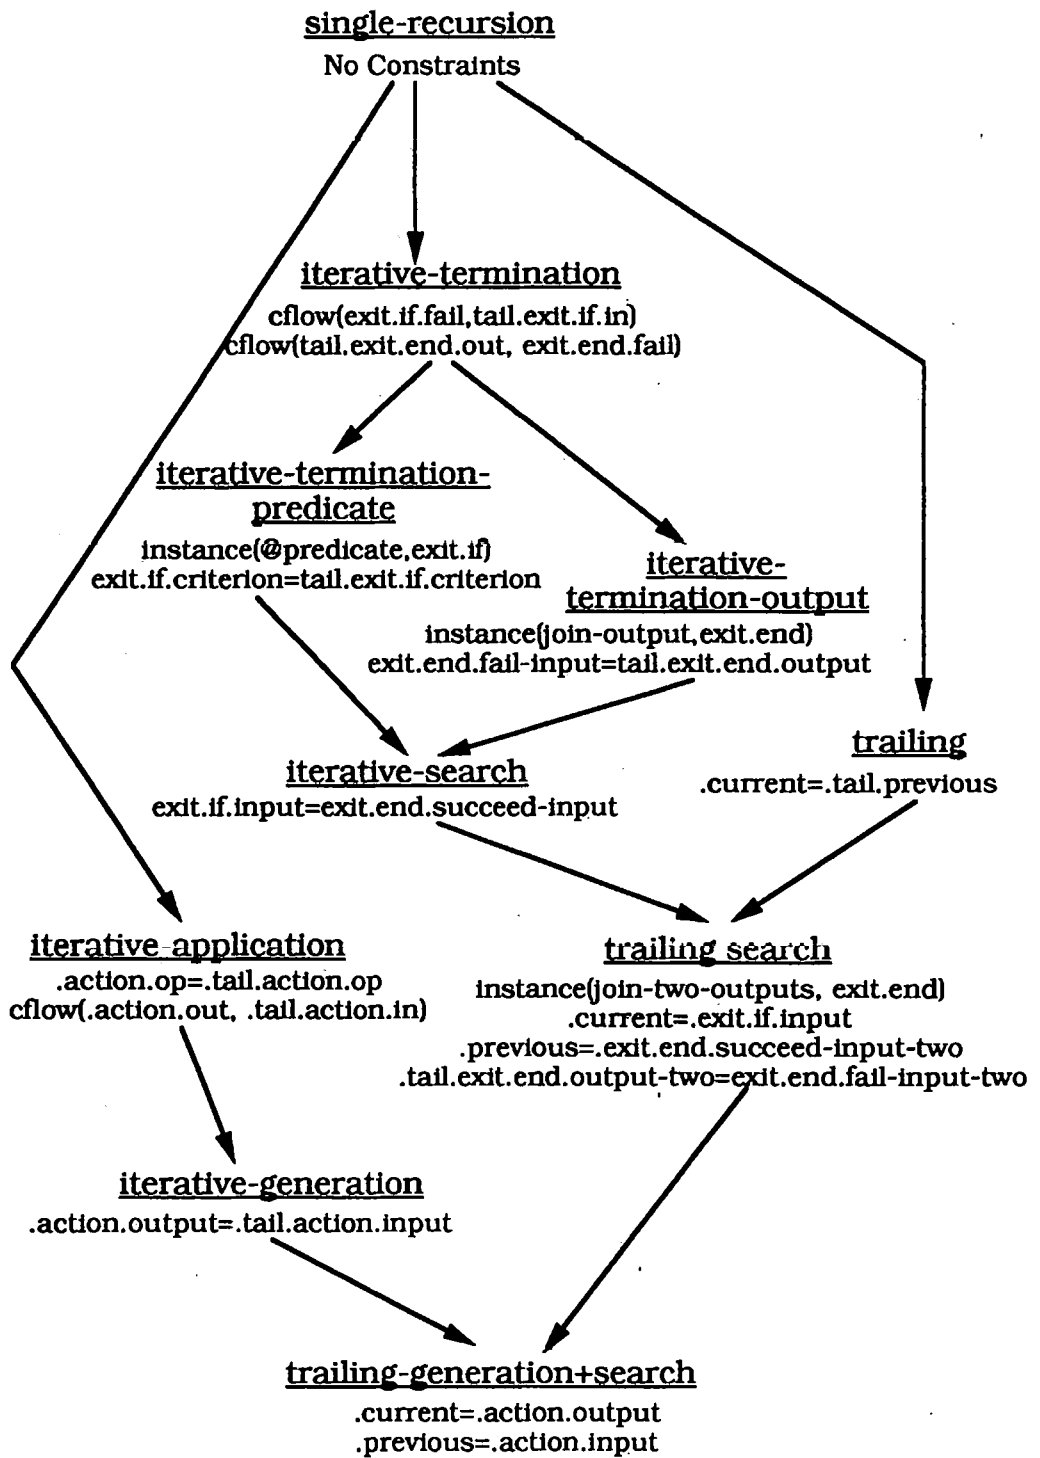 single-recursion
No Constraints
iterative-termination
cflow(exit.if.fail,tail.exit.if.in)
cflow(tail.exit.end.out, exit.end.fail)
iterative-termination-
predicate
instance(@predicate,exit.if)
exit.if.criterion=tail.exit.if.criterion
iterative-
termination-output
instance(join-output,exit.end)
exit.end.fail-input=tail.exit.end.output
trailing
.current=.tail.previous
iterative-search
exit.if.input=exit.end.succeed-input
iterative-application
.action.op=.tail.action.op
cflow(.action.out, .tail.action.in)
trailing search
instance(join-two-outputs, exit.end)
.current=.exit.if.input
.previous=.exit.end.succeed-input-two
.tail.exit.end.output-two=exit.end.fail-input-two
iterative-generation
.action.output=.tail.action.input
trailing-generation+search
.current=.action.output
.previous=.action.input